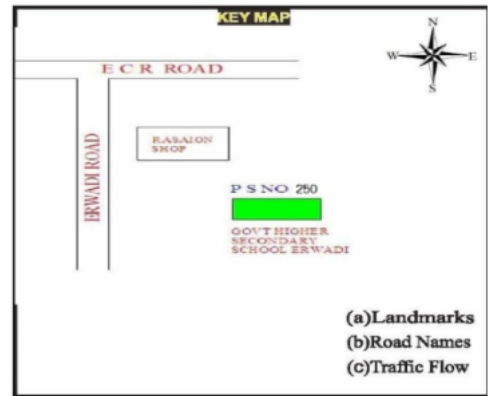 KEY MAP
N
W E
S
E C R ROAD
ERWADI ROAD
RASAION
SHOP
P S NO 250
GOVT HIGHER
SECONDARY
SCHOOL ERWADI
(a)Landmarks
(b)Road Names
(c)Traffic Flow